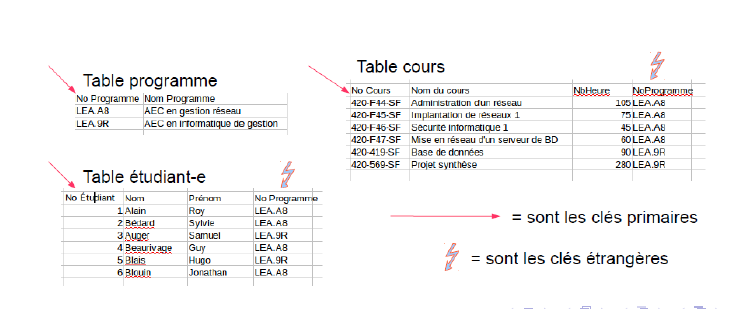 Table programme
No Programme Nom Programme
LEA.A8 AEC en gestion réseau
LEA.9R AEC en informatique de gestion
Table cours
No Cours Nom du cours NbHeure NoProgramme
420-F44-SF Administration d'un réseau 105 LEA.A8
420-F45-SF Implantation de réseaux 1 75 LEA.A8
420-F46-SF Sécurité informatique 1 45 LEA.A8
420-F47-SF Mise en réseau d'un serveur de BD 60 LEA.A8
420-419-SF Base de données 90 LEA.9R
420-569-SF Projet synthèse 280 LEA.9R
Table étudiant-e
No Étudiant Nom Prénom No Programme
1 Alain Roy LEA.A8
2 Bédard Sylvie LEA.A8
3 Auger Samuel LEA.9R
4 Beaurivage Guy LEA.A8
5 Blais Hugo LEA.9R
6 Blouin Jonathan LEA.A8
= sont les clés primaires
= sont les clés étrangères